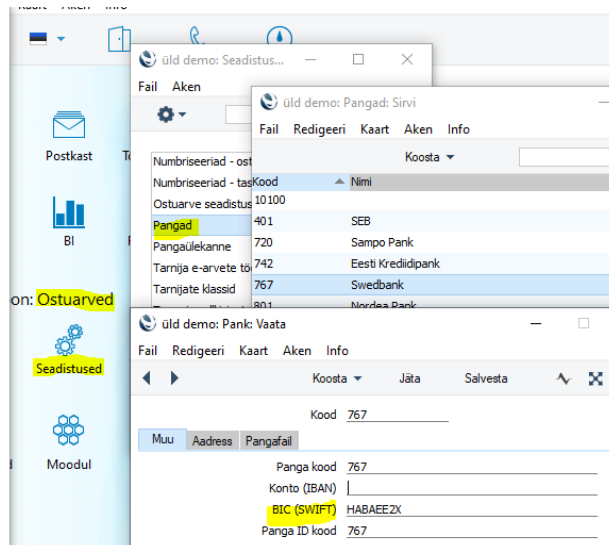 Kaart Aken Info
üld demo: Seadistus...
Fail Aken
Postkast
BI
on: Ostuarved
Seadistused
Moodul
Numbriseeriad - ost
Numbriseeriad - tas
Ostuarve seadistus
Pangad
Pangaülekanne
Tarnija e-arvete tö
Tarnijate klassid
üld demo: Pangad: Sirvi
Fail Redigeeri Kaart Aken Info
Koosta
Kood Nimi
10100
401 SEB
720 Sampo Pank
742 Eesti Krediidipank
767 Swedbank
801 Nordea Pank
üld demo: Pank: Vaata
Fail Redigeeri Kaart Aken Info
Koosta Jäta Salvesta
Kood 767
Muu Aadress Pangafail
Panga kood 767
Konto (IBAN)
BIC (SWIFT) HABAEE2X
Panga ID kood 767